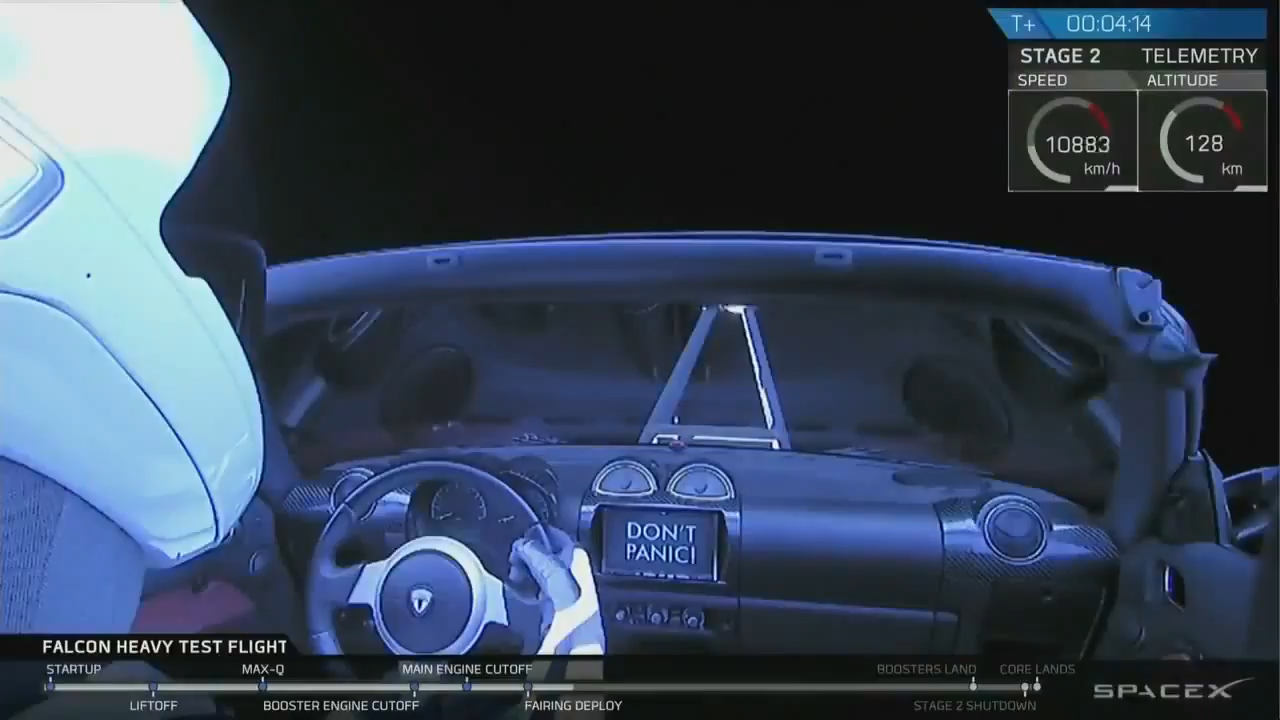 T+ 00:04:14
STAGE 2 TELEMETRY
SPEED ALTITUDE
10883 128
km/h km
DON'T
PANIC!
FALCON HEAVY TEST FLIGHT
STARTUP MAX-Q MAIN ENGINE CUTOFF BOOSTERS LAND CORE LANDS
LIFTOFF BOOSTER ENGINE CUTOFF FAIRING DEPLOY STAGE 2 SHUTDOWN
SPACEX